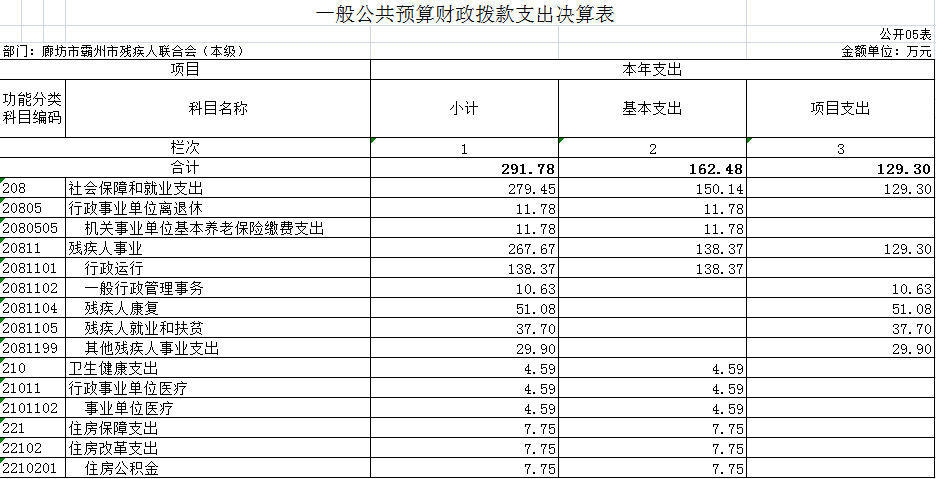 一般公共预算财政拨款支出决算表
公开05表
部门：廊坊市霸州市残疾人联合会（本级） 金额单位：万元
项目 本年支出
功能分类科目编码 科目名称 小计 基本支出 项目支出
栏次 1 2 3
合计 291.78 162.48 129.30
208 社会保障和就业支出 279.45 150.14 129.30
20805 行政事业单位离退休 11.78 11.78
2080505 机关事业单位基本养老保险缴费支出 11.78 11.78
20811 残疾人事业 267.67 138.37 129.30
2081101 行政运行 138.37 138.37
2081102 一般行政管理事务 10.63 10.63
2081104 残疾人康复 51.08 51.08
2081105 残疾人就业和扶贫 37.70 37.70
2081199 其他残疾人事业支出 29.90 29.90
210 卫生健康支出 4.59 4.59
21011 行政事业单位医疗 4.59 4.59
2101102 事业单位医疗 4.59 4.59
221 住房保障支出 7.75 7.75
22102 住房改革支出 7.75 7.75
2210201 住房公积金 7.75 7.75